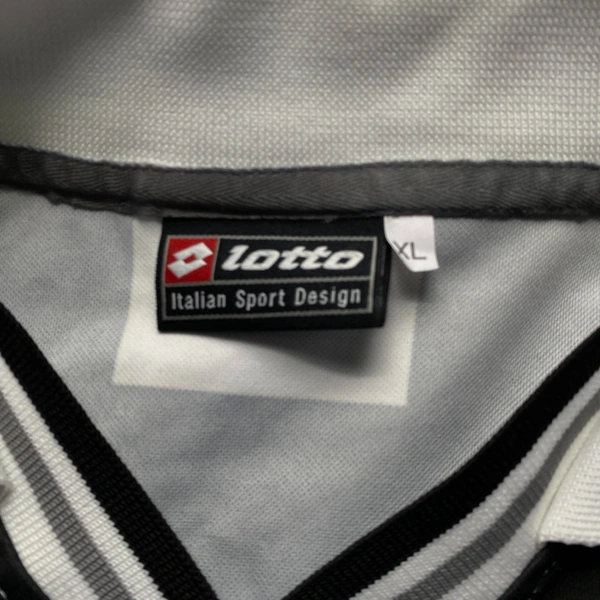 lotto
XL
Italian Sport Design